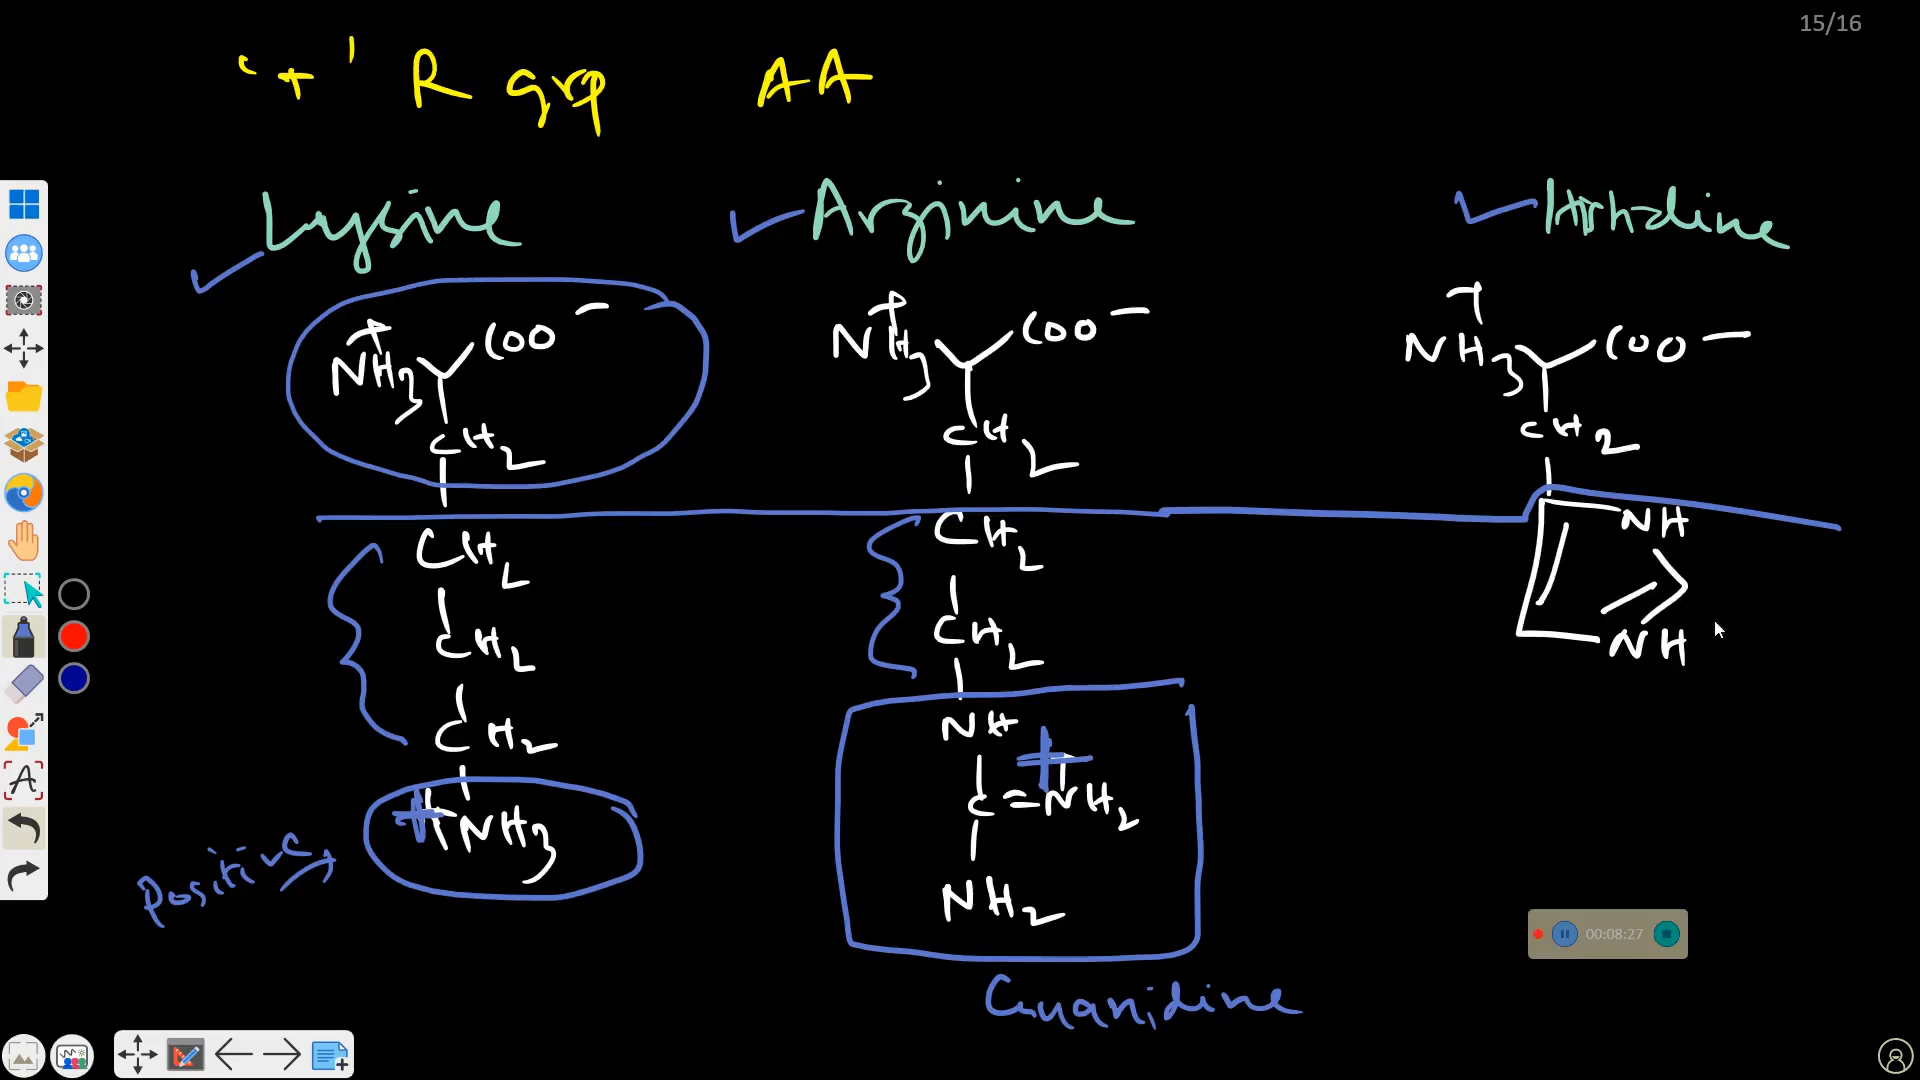 15/16
'+' R grp AA
Lysine Arginine Histidine
NH3 COO− NH3 COO− NH3 COO−
CH2 CH2 CH2
CH2 CH2 NH
CH2 CH2 NH
CH2 NH
+NH3 C=NH2
NH2
positive
Guanidine
00:08:27